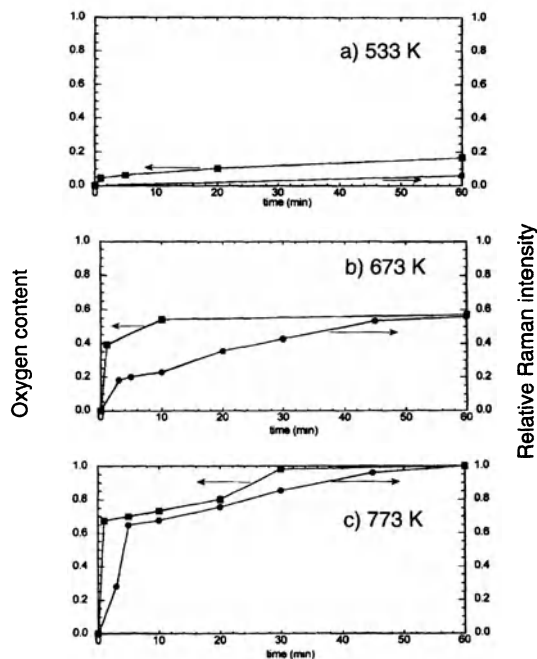 Oxygen content
Relative Raman intensity
a) 533 K
1.0 1.0
0.8 0.8
0.6 0.6
0.4 0.4
0.2 0.2
0.0 0.0
0 10 20 30 40 50 60
time (min)
b) 673 K
1.0 1.0
0.8 0.8
0.6 0.6
0.4 0.4
0.2 0.2
0.0 0.0
0 10 20 30 40 50 60
time (min)
c) 773 K
1.0 1.0
0.8 0.8
0.6 0.6
0.4 0.4
0.2 0.2
0.0 0.0
0 10 20 30 40 50 60
time (min)